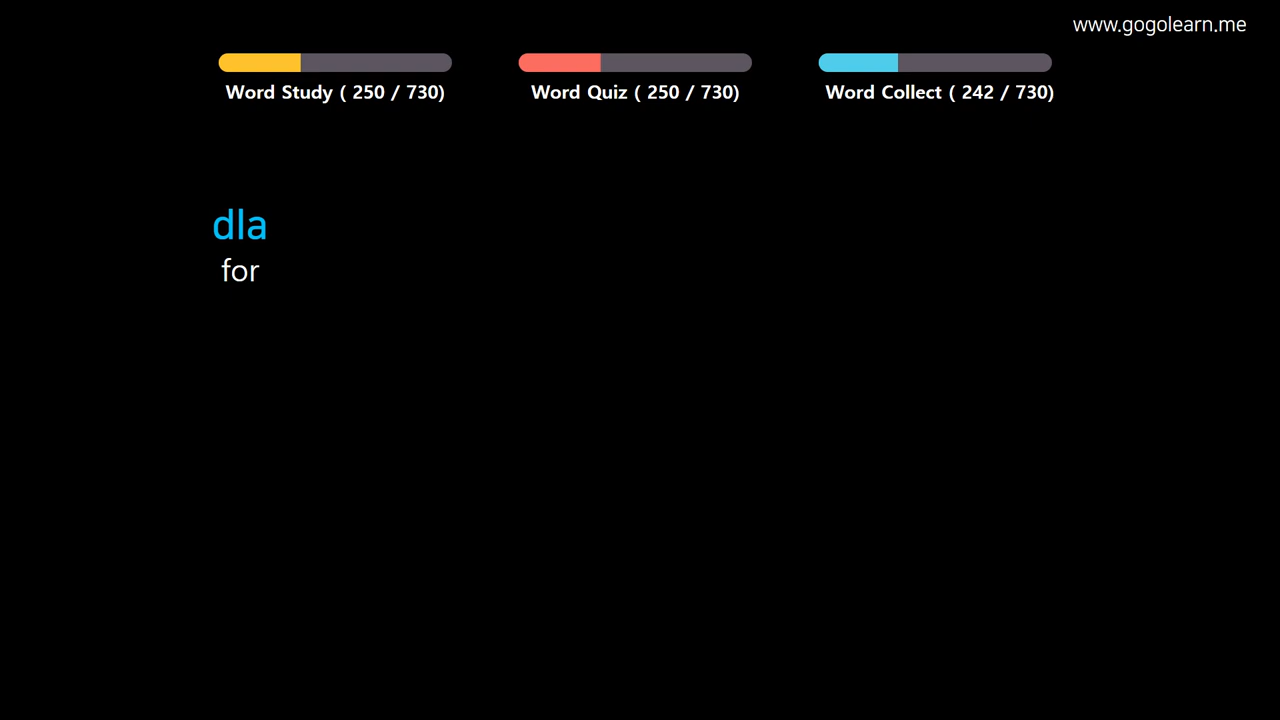 www.gogolearn.me
Word Study ( 250 / 730)
Word Quiz ( 250 / 730)
Word Collect ( 242 / 730)
dla
for